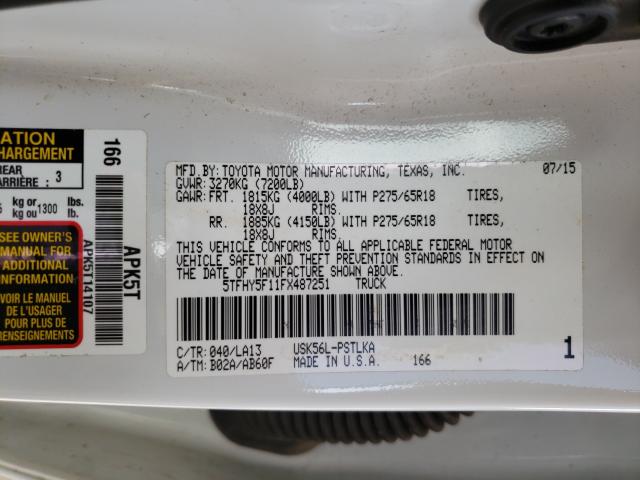 ATION
HARGEMENT
REAR
ARRIÈRE : 3
kg or 1300 lbs.
kg ou lb.
SEE OWNER'S
MANUAL FOR
ADDITIONAL
INFORMATION
VOIR LE MANUEL
DE L'USAGER
POUR PLUS DE
RENSEIGNEMENTS
166
APK5T14107
APK5T
MFD.BY: TOYOTA MOTOR MANUFACTURING, TEXAS, INC. 07/15
GVWR: 3270KG (7200LB)
GAWR: FRT. 1815KG (4000LB) WITH P275/65R18 TIRES,
18X8J RIMS.
RR. 1885KG (4150LB) WITH P275/65R18 TIRES,
18X8J RIMS.
THIS VEHICLE CONFORMS TO ALL APPLICABLE FEDERAL MOTOR
VEHICLE SAFETY AND THEFT PREVENTION STANDARDS IN EFFECT
ON THE DATE OF MANUFACTURE SHOWN ABOVE.
5TFHY5F11FX487251 TRUCK
C/TR: 040/LA13 USK56L-PSTLKA
A/TM: B02A/AB60F MADE IN U.S.A. 166 1